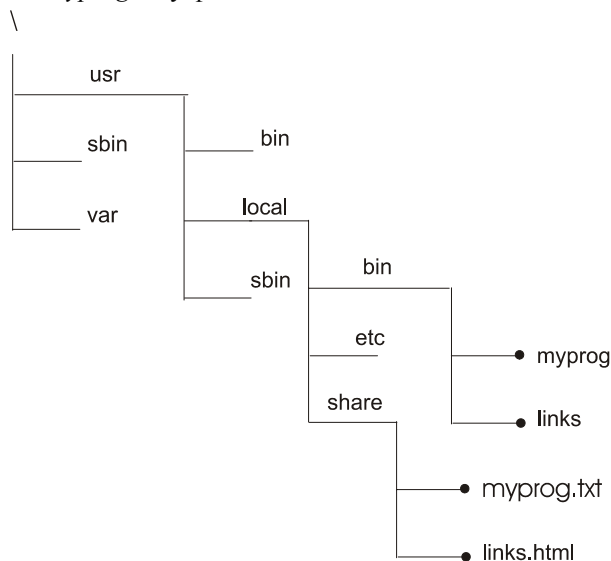 \
usr
sbin
bin
var
local
sbin
bin
etc
myprog
share
links
myprog.txt
links.html